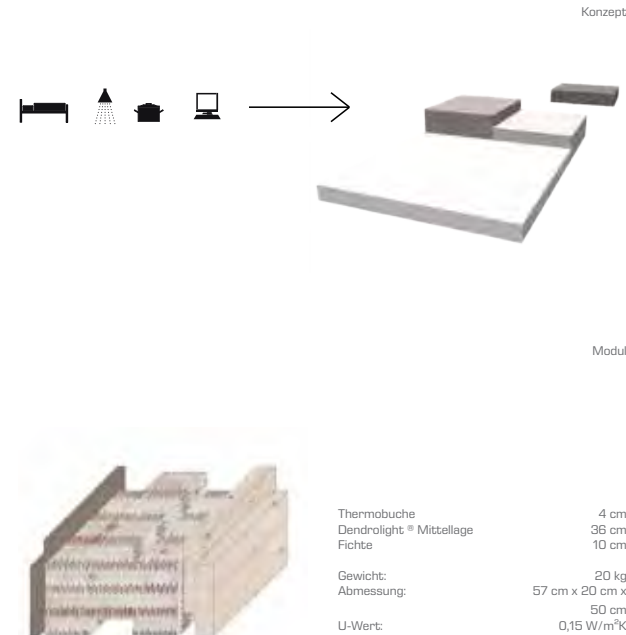 Konzept
Modul
Thermobuche 4 cm
Dendrolight ® Mittellage 36 cm
Fichte 10 cm
Gewicht: 20 kg
Abmessung: 57 cm x 20 cm x
50 cm
U-Wert: 0,15 W/m²K